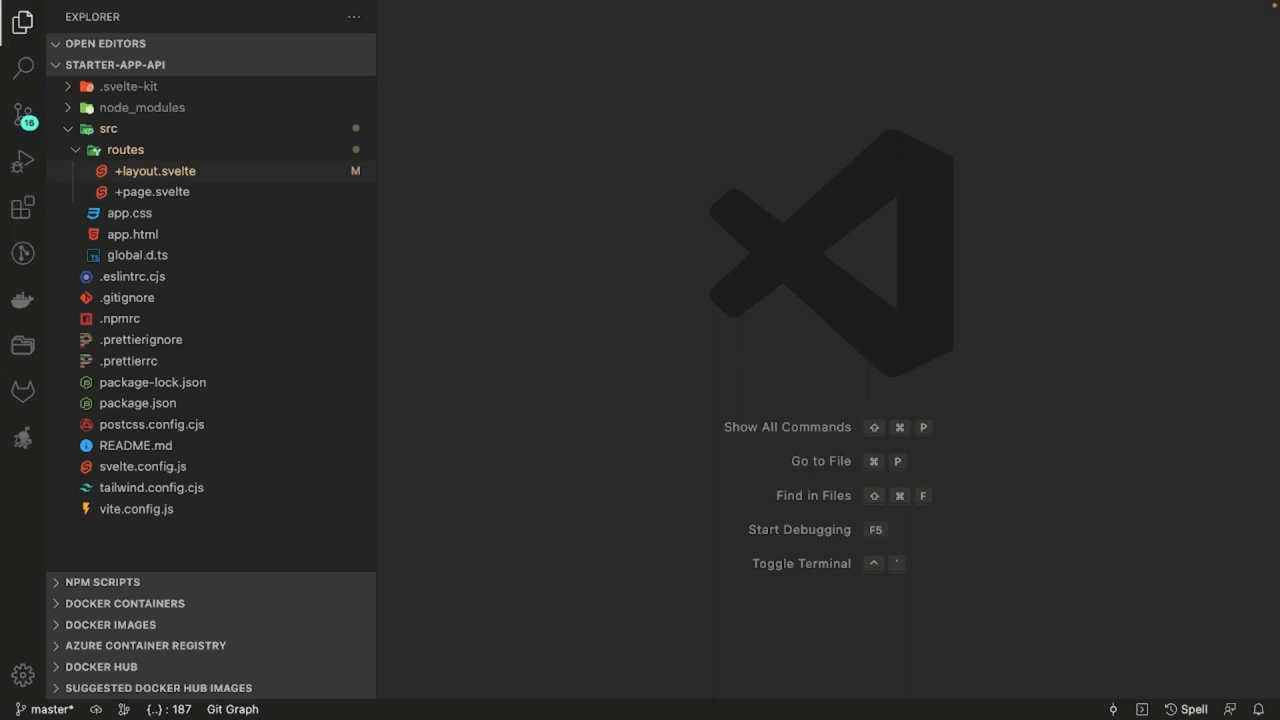 EXPLORER
OPEN EDITORS
STARTER-APP-API
.svelte-kit
16
node_modules
src
routes
+layout.svelte M
+page.svelte
app.css
app.html
TS global.d.ts
.eslintrc.cjs
.gitignore
.npmrc
.prettierignore
.prettierrc
package-lock.json
package.json
postcss.config.cjs
README.md
svelte.config.js
tailwind.config.cjs
vite.config.js
NPM SCRIPTS
DOCKER CONTAINERS
DOCKER IMAGES
AZURE CONTAINER REGISTRY
DOCKER HUB
SUGGESTED DOCKER HUB IMAGES
Show All Commands ⇧ ⌘ P
Go to File ⌘ P
Find in Files ⇧ ⌘ F
Start Debugging F5
Toggle Terminal ^ `
master* {..} : 187 Git Graph Spell